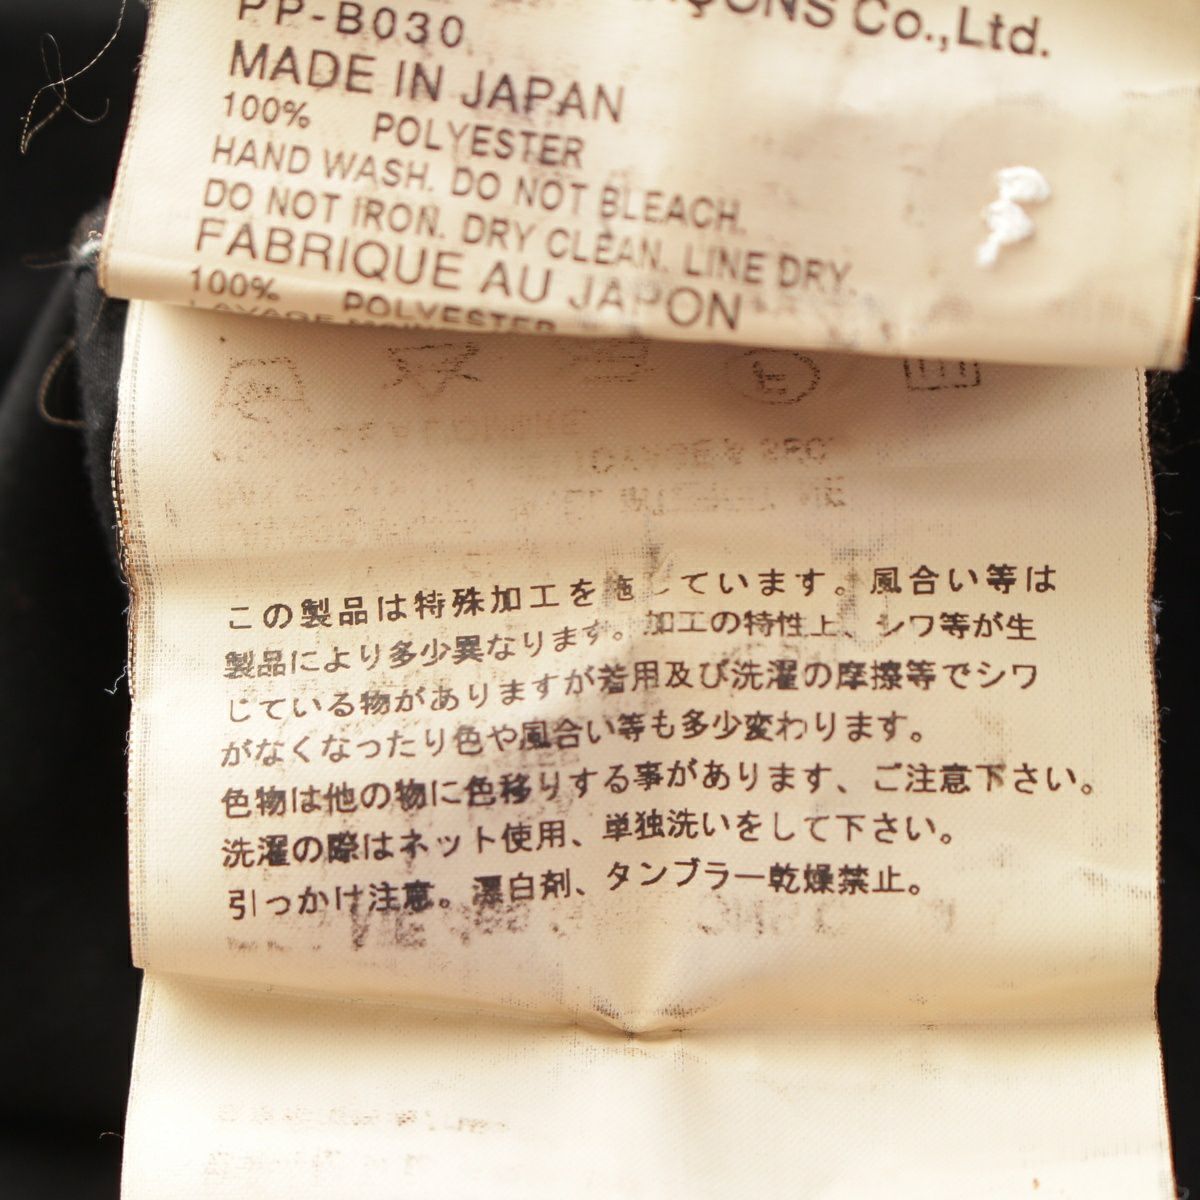 ÇONS Co.,Ltd.
PP-B030
MADE IN JAPAN
100% POLYESTER
HAND WASH. DO NOT BLEACH.
DO NOT IRON. DRY CLEAN. LINE DRY.
FABRIQUE AU JAPON
100% POLYESTER
この製品は特殊加工を施しています。風合い等は
製品により多少異なります。加工の特性上、シワ等が生
じている物がありますが着用及び洗濯の摩擦等でシワ
がなくなったり色や風合い等も多少変わります。
色物は他の物に色移りする事があります、ご注意下さい。
洗濯の際はネット使用、単独洗いをして下さい。
引っかけ注意。漂白剤、タンブラー乾燥禁止。